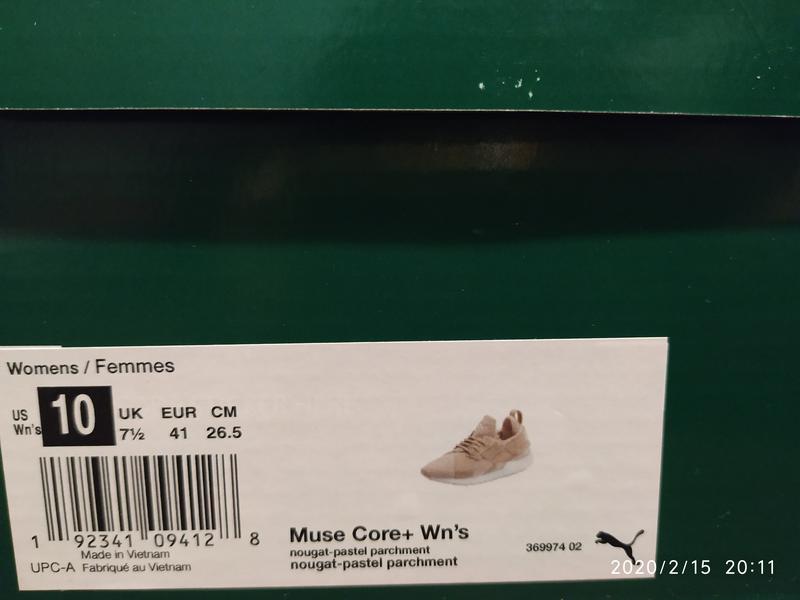 Womens / Femmes
US Wn's 10 UK 7½ EUR 41 CM 26.5
1 92341 09412 8
Made in Vietnam
UPC-A Fabriqué au Vietnam
Muse Core+ Wn's
nougat-pastel parchment
nougat-pastel parchment
369974 02
2020/2/15 20:11